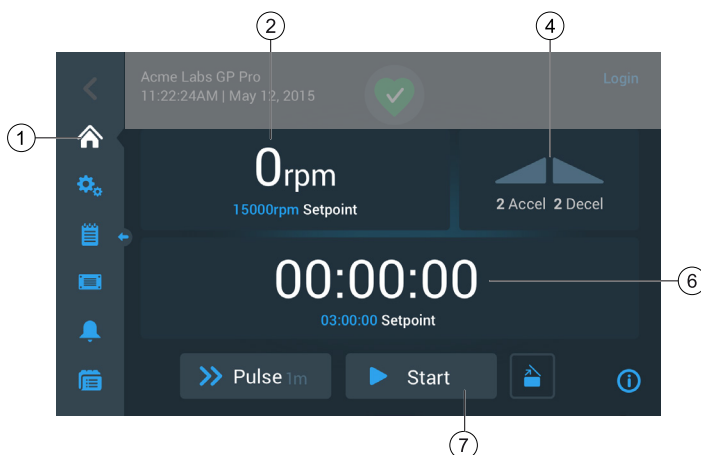 2
4
Acme Labs GP Pro
Login
11:22:24AM | May 12, 2015
1
0rpm
15000rpm Setpoint
2 Accel 2 Decel
00:00:00
6
03:00:00 Setpoint
Pulse 1m
Start
7